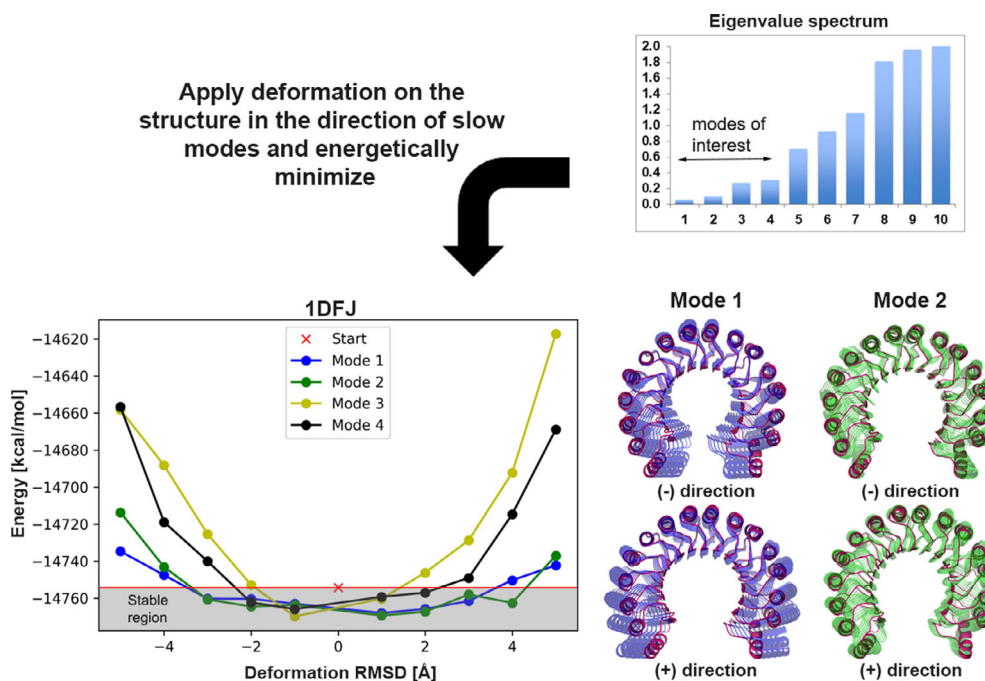 Eigenvalue spectrum
2.0
1.8
1.6
1.4
1.2
1.0
0.8
0.6
0.4
0.2
0.0
modes of
interest
1 2 3 4 5 6 7 8 9 10
Apply deformation on the
structure in the direction of slow
modes and energetically
minimize
1DFJ
Energy [kcal/mol]
−14620
−14640
−14660
−14680
−14700
−14720
−14740
−14760
Start
Mode 1
Mode 2
Mode 3
Mode 4
Stable
region
−4 −2 0 2 4
Deformation RMSD [Å]
Mode 1 Mode 2
(-) direction (-) direction
(+) direction (+) direction